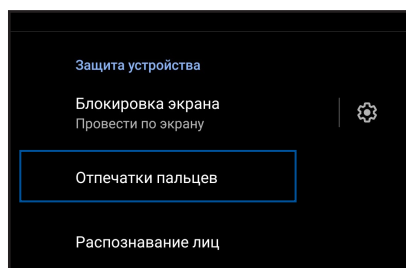 Защита устройства
Блокировка экрана
Провести по экрану
Отпечатки пальцев
Распознавание лиц